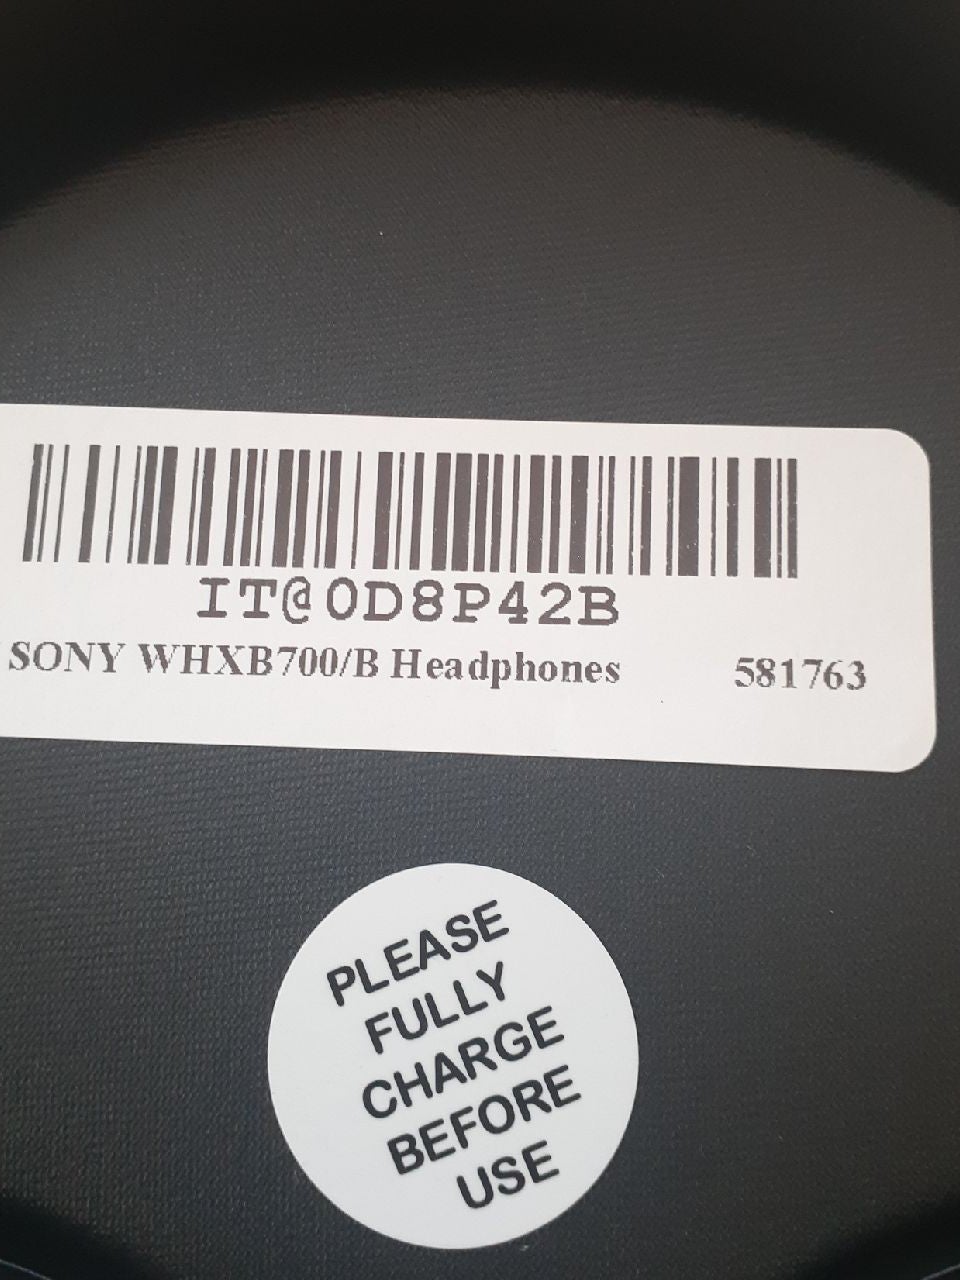 IT@0D8P42B
SONY WHXB700/B Headphones 581763
PLEASE
FULLY
CHARGE
BEFORE
USE